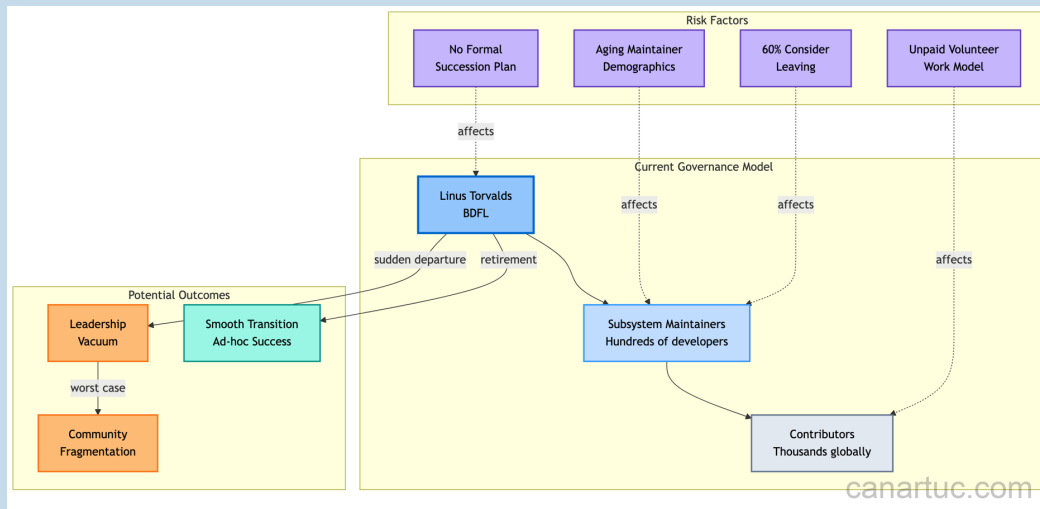 Risk Factors
No Formal
Succession Plan
Aging Maintainer
Demographics
60% Consider
Leaving
Unpaid Volunteer
Work Model
affects
Current Governance Model
Linus Torvalds
BDFL
affects
affects
sudden departure
retirement
affects
Potential Outcomes
Leadership
Vacuum
Smooth Transition
Ad-hoc Success
Subsystem Maintainers
Hundreds of developers
worst case
Community
Fragmentation
Contributors
Thousands globally
canartuc.com